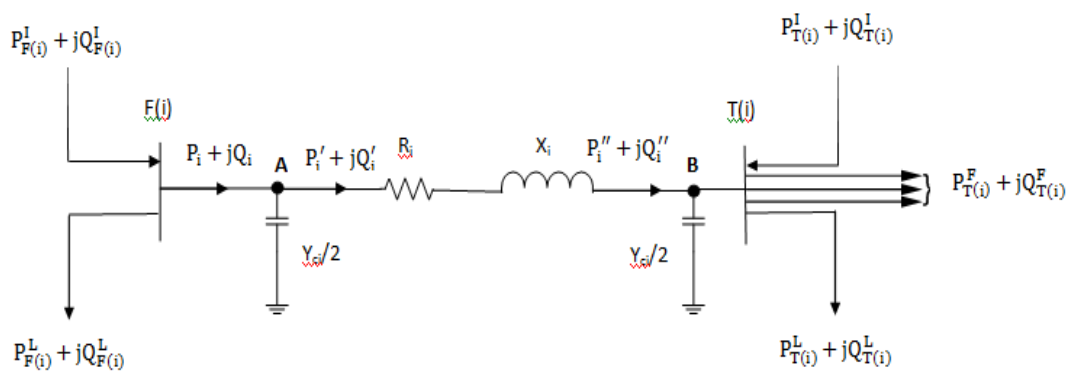 P^I_F(i) + jQ^I_F(i)
P^I_T(i) + jQ^I_T(i)
F(i)
T(i)
P_i + jQ_i
A
P_i′ + jQ_i′
R_i
X_i
P_i′′ + jQ_i′′
B
P^F_T(i) + jQ^F_T(i)
Y_ci/2
Y_ci/2
P^L_F(i) + jQ^L_F(i)
P^L_T(i) + jQ^L_T(i)